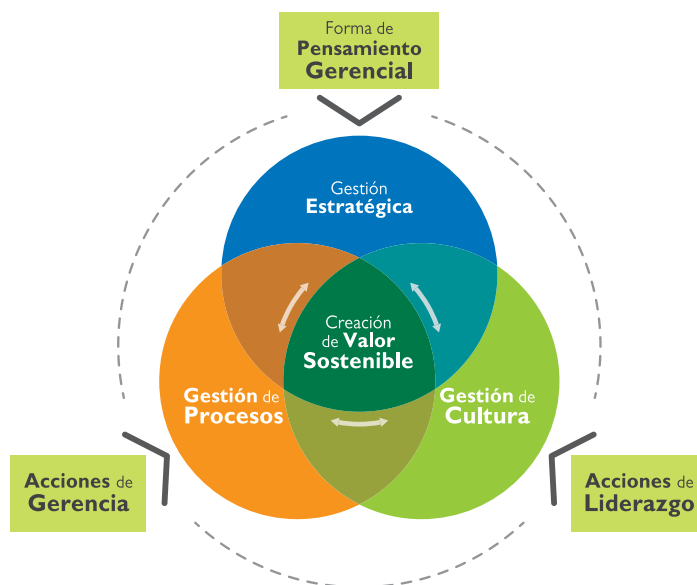 Forma de
Pensamiento
Gerencial
Gestión
Estratégica
Creación
de Valor
Sostenible
Gestión de
Procesos
Gestión de
Cultura
Acciones de
Gerencia
Acciones de
Liderazgo